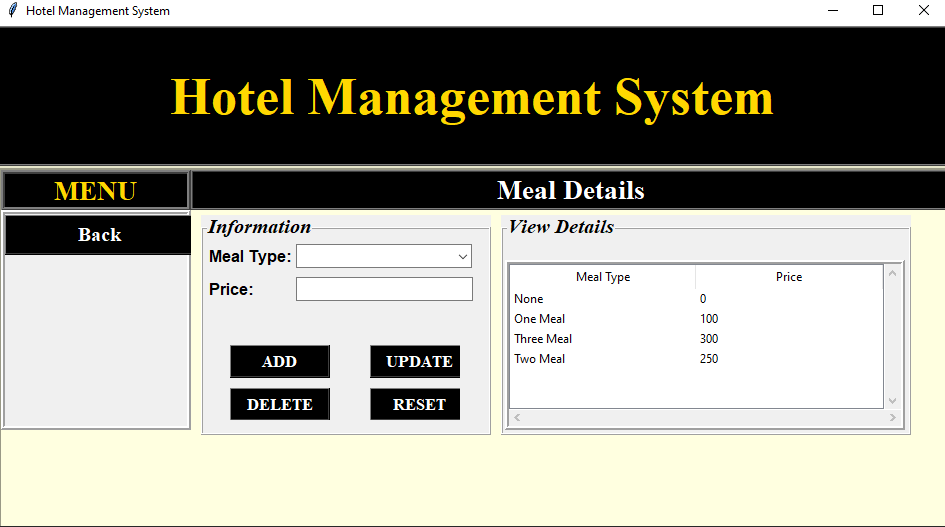 Hotel Management System
Hotel Management System
MENU
Meal Details
Back
Information
Meal Type:
Price:
ADD
UPDATE
DELETE
RESET
View Details
Meal Type Price
None 0
One Meal 100
Three Meal 300
Two Meal 250